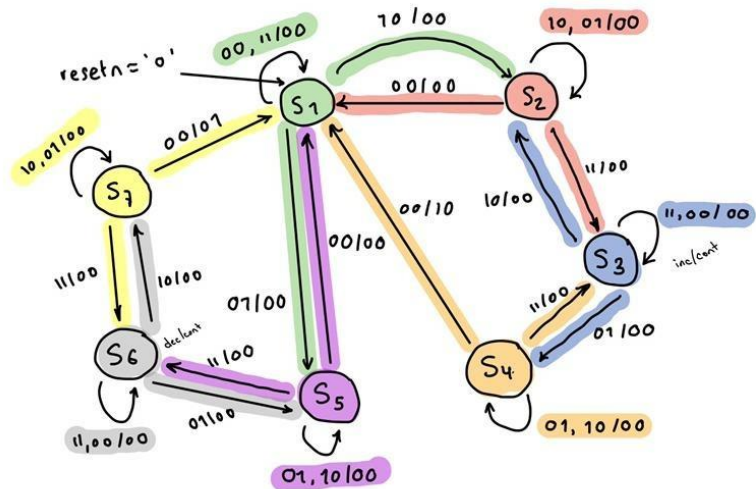 00, 11/00
10/00
10, 01/00
resetn = '0'
S1
S2
00/00
10, 01/00
00/01
S7
11/00
10/00
11,00/00
00/10
10/00
S3
inc/cont
00/00
11/00
10/00
01/00
11/00
01/00
dec/cont
S6
11/00
S4
01/00
S5
11,00/00
01, 10/00
01, 10/00